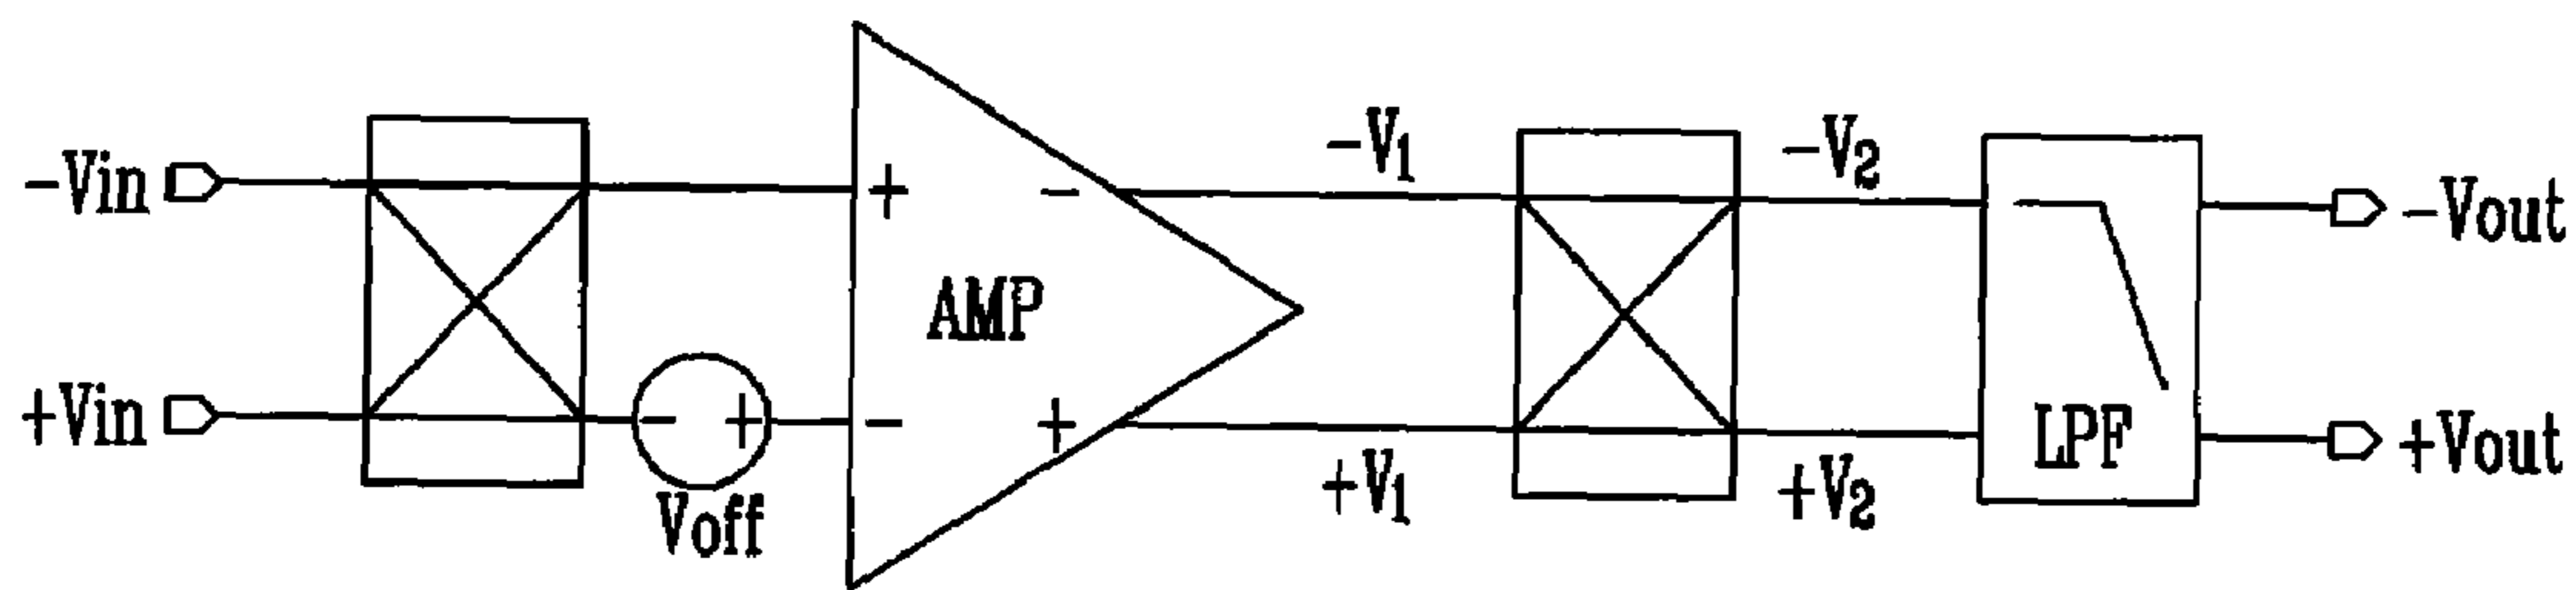 -Vin
+
-
-V1
-V2
-Vout
AMP
+Vin
-
+
Voff
-
+
+V1
+V2
LPF
+Vout